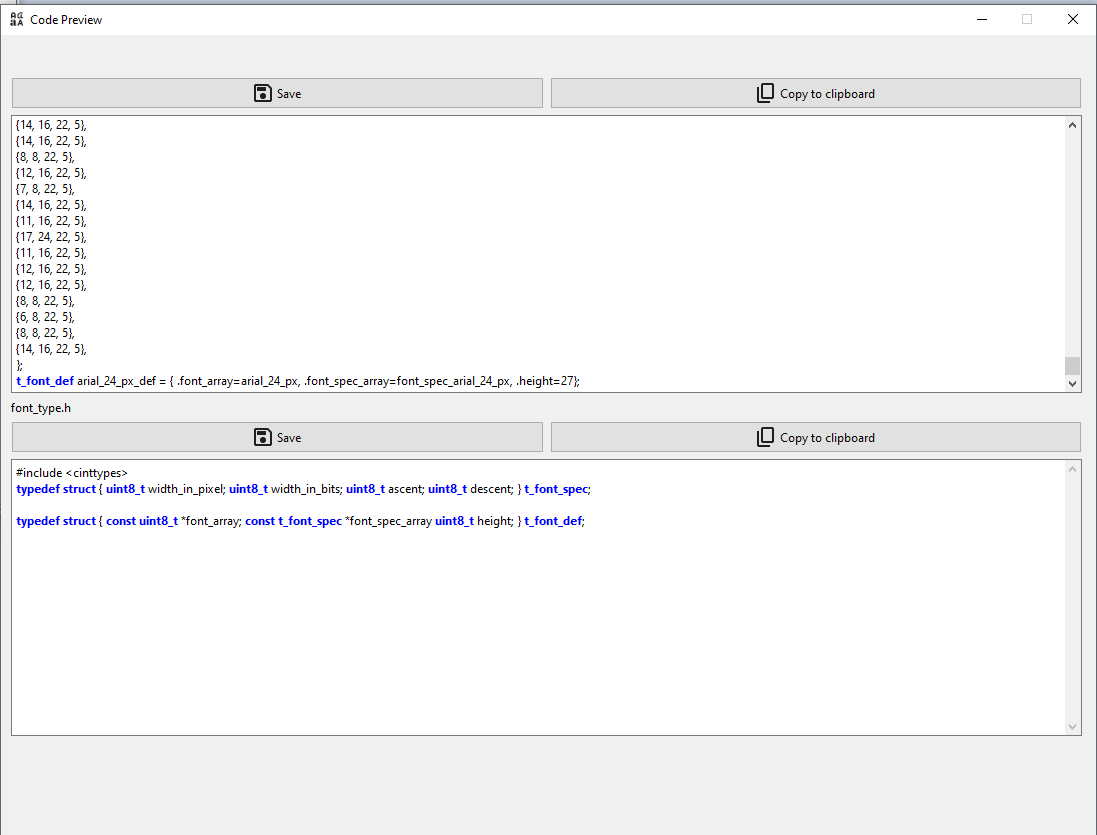 Code Preview
Save
Copy to clipboard
{14, 16, 22, 5},
{14, 16, 22, 5},
{8, 8, 22, 5},
{12, 16, 22, 5},
{7, 8, 22, 5},
{14, 16, 22, 5},
{11, 16, 22, 5},
{17, 24, 22, 5},
{11, 16, 22, 5},
{12, 16, 22, 5},
{12, 16, 22, 5},
{8, 8, 22, 5},
{6, 8, 22, 5},
{8, 8, 22, 5},
{14, 16, 22, 5},
};
t_font_def arial_24_px_def = { .font_array=arial_24_px, .font_spec_array=font_spec_arial_24_px, .height=27};
font_type.h
Save
Copy to clipboard
#include <cinttypes>
typedef struct { uint8_t width_in_pixel; uint8_t width_in_bits; uint8_t ascent; uint8_t descent; } t_font_spec;
typedef struct { const uint8_t *font_array; const t_font_spec *font_spec_array uint8_t height; } t_font_def;